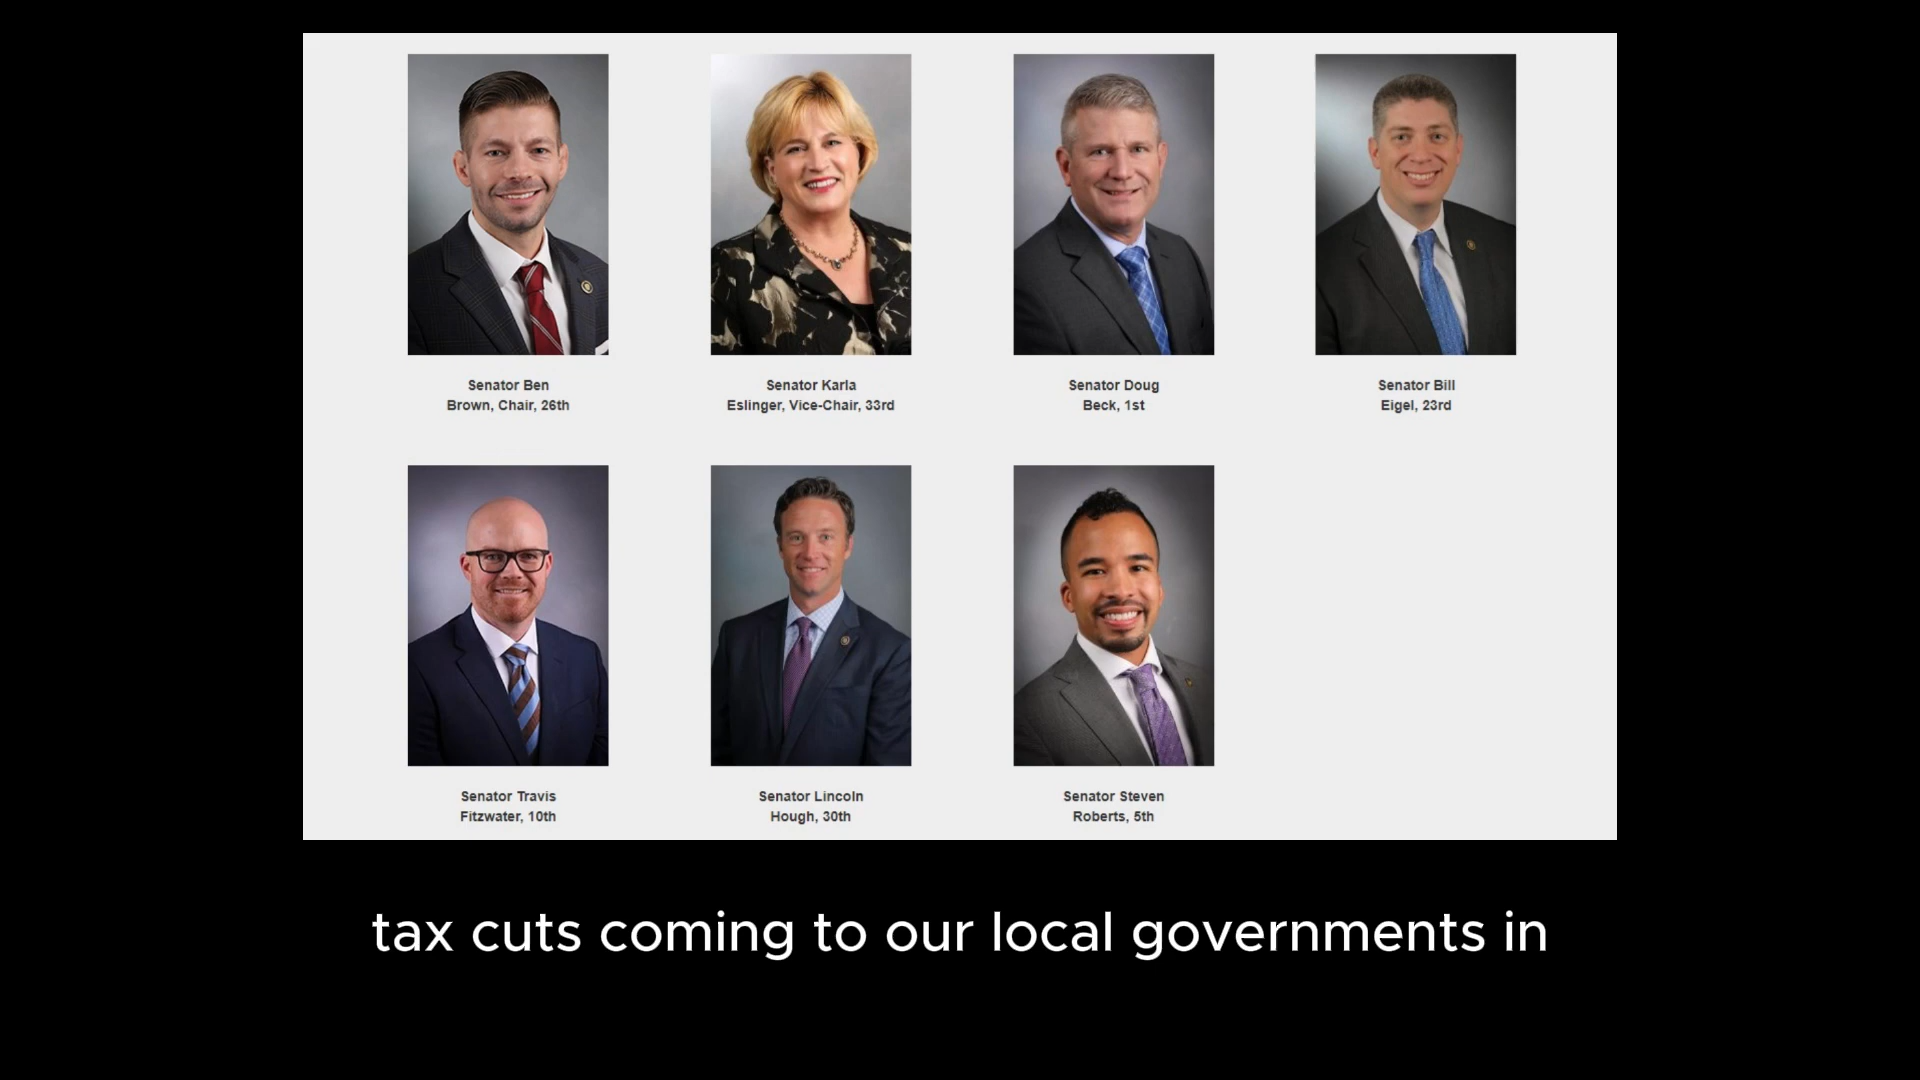 Senator Ben
Brown, Chair, 26th
Senator Karla
Eslinger, Vice-Chair, 33rd
Senator Doug
Beck, 1st
Senator Bill
Eigel, 23rd
Senator Travis
Fitzwater, 10th
Senator Lincoln
Hough, 30th
Senator Steven
Roberts, 5th
tax cuts coming to our local governments in